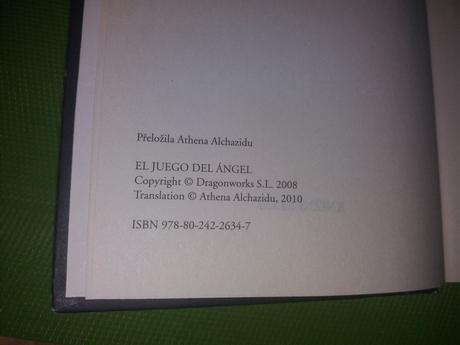 Přeložila Athena Alchazidu
EL JUEGO DEL ÁNGEL
Copyright © Dragonworks S.L. 2008
Translation © Athena Alchazidu, 2010
ISBN 978-80-242-2634-7